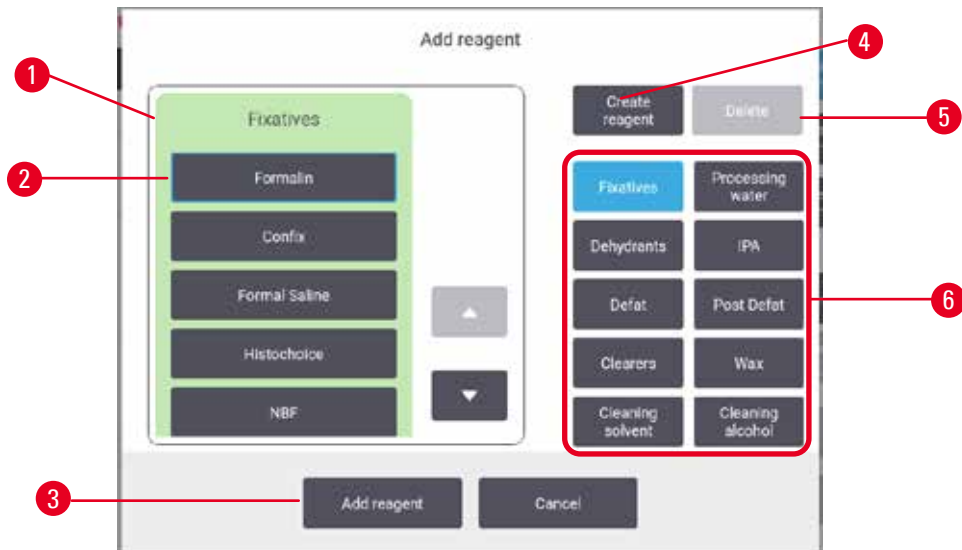 Add reagent
4
1
Create
reagent
Delete
5
Fixatives
2
Formalin
Confix
Formal Saline
Histochoice
NBF
Fixatives
Processing
water
Dehydrants
IPA
Defat
Post Defat
6
Clearers
Wax
Cleaning
solvent
Cleaning
alcohol
3
Add reagent
Cancel